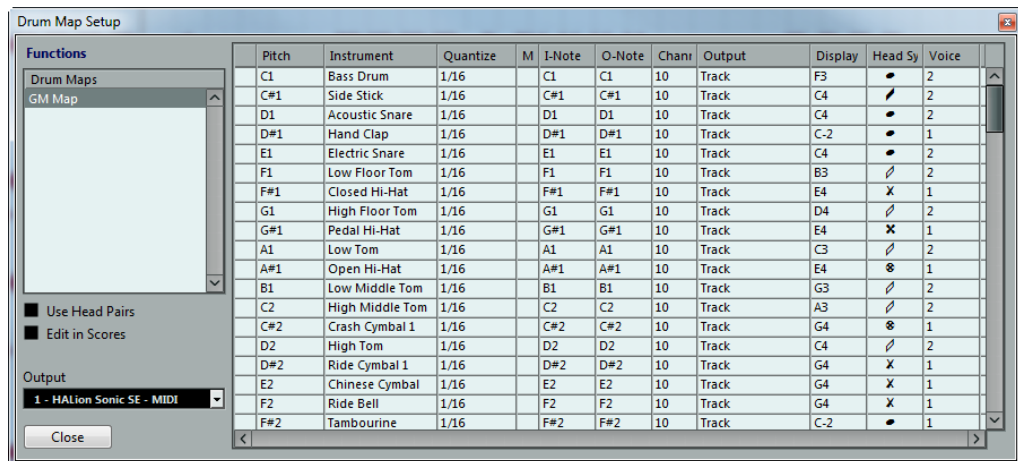 Drum Map Setup
Functions
Drum Maps
GM Map
Use Head Pairs
Edit in Scores
Output
1 - HALion Sonic SE - MIDI
Close
Pitch Instrument Quantize M I-Note O-Note Chann Output Display Head Sy Voice
C1 Bass Drum 1/16 C1 C1 10 Track F3 2
C#1 Side Stick 1/16 C#1 C#1 10 Track C4 2
D1 Acoustic Snare 1/16 D1 D1 10 Track C4 2
D#1 Hand Clap 1/16 D#1 D#1 10 Track C-2 1
E1 Electric Snare 1/16 E1 E1 10 Track C4 2
F1 Low Floor Tom 1/16 F1 F1 10 Track B3 2
F#1 Closed Hi-Hat 1/16 F#1 F#1 10 Track E4 1
G1 High Floor Tom 1/16 G1 G1 10 Track D4 2
G#1 Pedal Hi-Hat 1/16 G#1 G#1 10 Track E4 1
A1 Low Tom 1/16 A1 A1 10 Track C3 2
A#1 Open Hi-Hat 1/16 A#1 A#1 10 Track E4 1
B1 Low Middle Tom 1/16 B1 B1 10 Track G3 2
C2 High Middle Tom 1/16 C2 C2 10 Track A3 2
C#2 Crash Cymbal 1 1/16 C#2 C#2 10 Track G4 1
D2 High Tom 1/16 D2 D2 10 Track C4 2
D#2 Ride Cymbal 1 1/16 D#2 D#2 10 Track G4 1
E2 Chinese Cymbal 1/16 E2 E2 10 Track G4 1
F2 Ride Bell 1/16 F2 F2 10 Track G4 1
F#2 Tambourine 1/16 F#2 F#2 10 Track C-2 1